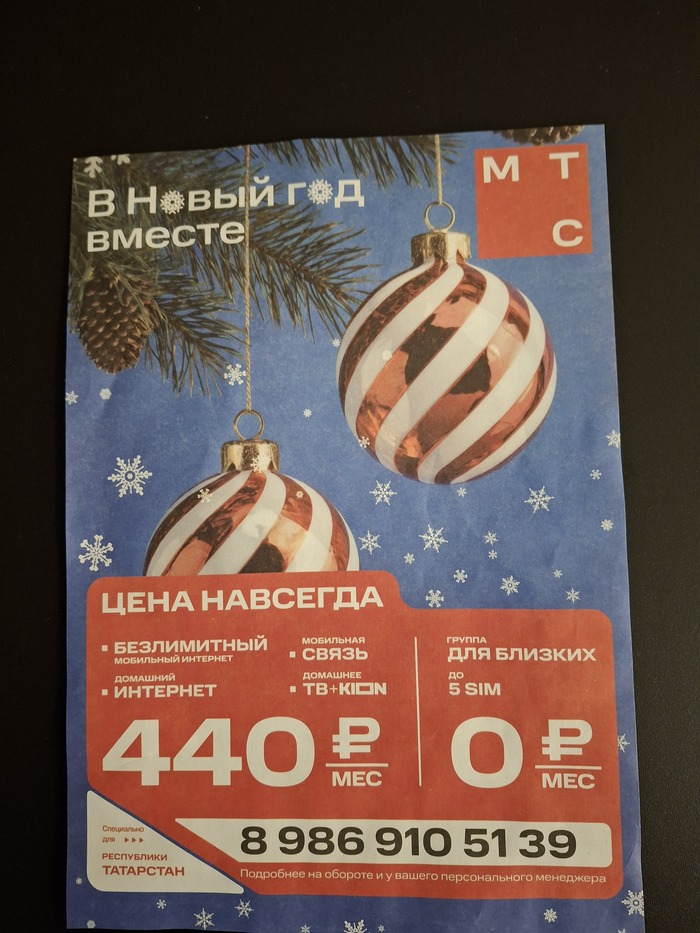 В Новый год
вместе
М Т
С
ЦЕНА НАВСЕГДА
БЕЗЛИМИТНЫЙ
МОБИЛЬНЫЙ ИНТЕРНЕТ
МОБИЛЬНАЯ
СВЯЗЬ
ДОМАШНИЙ
ИНТЕРНЕТ
ДОМАШНЕЕ
ТВ+KION
440 ₽
МЕС
ГРУППА
ДЛЯ БЛИЗКИХ
ДО
5 SIM
0 ₽
МЕС
Специально
для
РЕСПУБЛИКИ
ТАТАРСТАН
8 986 910 51 39
Подробнее на обороте и у вашего персонального менеджера